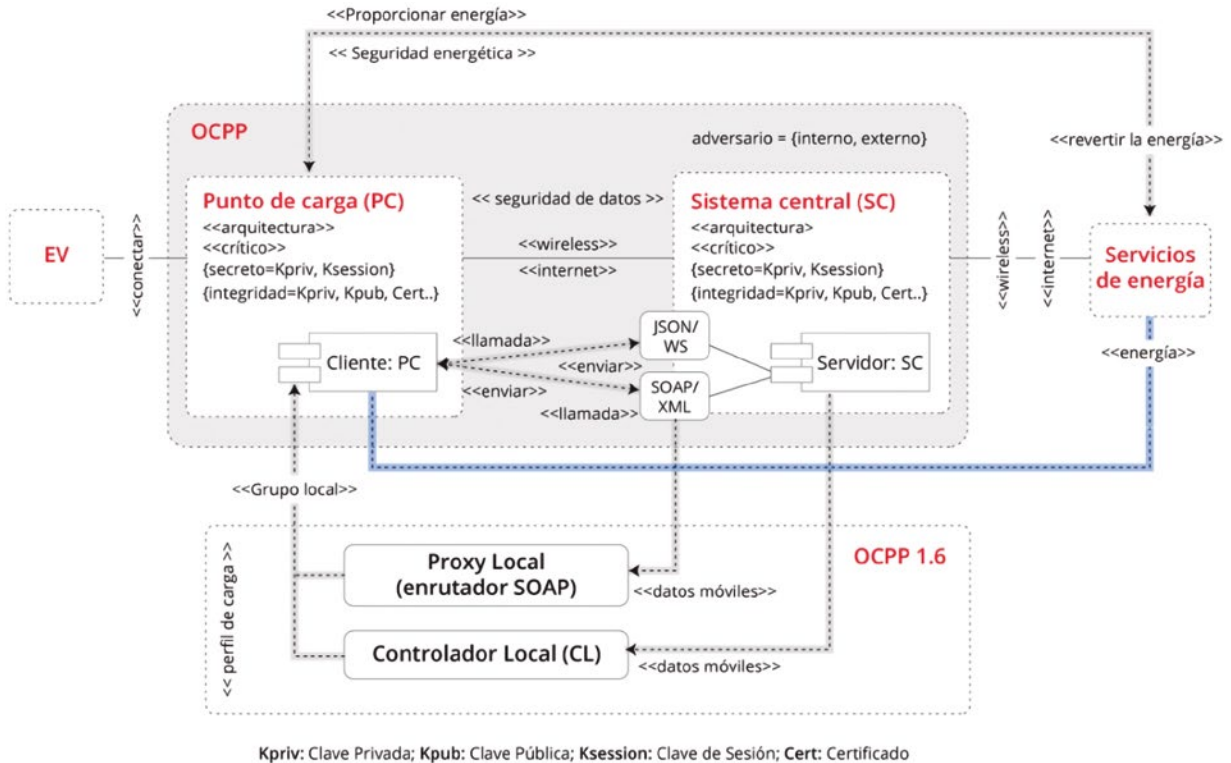 <<Proporcionar energía>>
<< Seguridad energética >>
OCPP
adversario = {interno, externo}
<<revertir la energía>>
Punto de carga (PC)
<<arquitectura>>
<<crítico>>
{secreto=Kpriv, Ksession}
{integridad=Kpriv, Kpub, Cert..}
<< seguridad de datos >>
<<wireless>>
<<internet>>
Sistema central (SC)
<<arquitectura>
<<crítico>>
{secreto=Kpriv, Ksession}
{integridad=Kpriv, Kpub, Cert..}
EV
<<conectar>>
<<wireless>>
<<internet>>
Servicios
de energía
Cliente: PC
<<llamada>>
<<enviar>>
<<enviar>>
<<llamada>>
JSON/
WS
SOAP/
XML
Servidor: SC
<<energía>>
<<Grupo local>>
<< perfil de carga >>
OCPP 1.6
Proxy Local
(enrutador SOAP)
<<datos móviles>>
Controlador Local (CL)
<<datos móviles>>
Kpriv: Clave Privada; Kpub: Clave Pública; Ksession: Clave de Sesión; Cert: Certificado